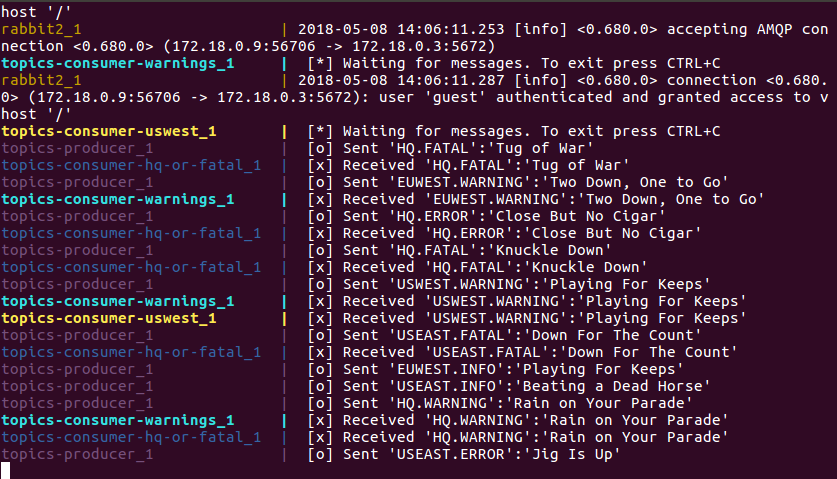 host '/'
rabbit2_1                      | 2018-05-08 14:06:11.253 [info] <0.680.0> accepting AMQP con
nection <0.680.0> (172.18.0.9:56706 -> 172.18.0.3:5672)
topics-consumer-warnings_1     |  [*] Waiting for messages. To exit press CTRL+C
rabbit2_1                      | 2018-05-08 14:06:11.287 [info] <0.680.0> connection <0.680.
0> (172.18.0.9:56706 -> 172.18.0.3:5672): user 'guest' authenticated and granted access to v
host '/'
topics-consumer-uswest_1       |  [*] Waiting for messages. To exit press CTRL+C
topics-producer_1              |  [o] Sent 'HQ.FATAL':'Tug of War'
topics-consumer-hq-or-fatal_1  |  [x] Received 'HQ.FATAL':'Tug of War'
topics-producer_1              |  [o] Sent 'EUWEST.WARNING':'Two Down, One to Go'
topics-consumer-warnings_1     |  [x] Received 'EUWEST.WARNING':'Two Down, One to Go'
topics-producer_1              |  [o] Sent 'HQ.ERROR':'Close But No Cigar'
topics-consumer-hq-or-fatal_1  |  [x] Received 'HQ.ERROR':'Close But No Cigar'
topics-producer_1              |  [o] Sent 'HQ.FATAL':'Knuckle Down'
topics-consumer-hq-or-fatal_1  |  [x] Received 'HQ.FATAL':'Knuckle Down'
topics-producer_1              |  [o] Sent 'USWEST.WARNING':'Playing For Keeps'
topics-consumer-warnings_1     |  [x] Received 'USWEST.WARNING':'Playing For Keeps'
topics-consumer-uswest_1       |  [x] Received 'USWEST.WARNING':'Playing For Keeps'
topics-producer_1              |  [o] Sent 'USEAST.FATAL':'Down For The Count'
topics-consumer-hq-or-fatal_1  |  [x] Received 'USEAST.FATAL':'Down For The Count'
topics-producer_1              |  [o] Sent 'EUWEST.INFO':'Playing For Keeps'
topics-producer_1              |  [o] Sent 'USEAST.INFO':'Beating a Dead Horse'
topics-producer_1              |  [o] Sent 'HQ.WARNING':'Rain on Your Parade'
topics-consumer-warnings_1     |  [x] Received 'HQ.WARNING':'Rain on Your Parade'
topics-consumer-hq-or-fatal_1  |  [x] Received 'HQ.WARNING':'Rain on Your Parade'
topics-producer_1              |  [o] Sent 'USEAST.ERROR':'Jig Is Up'